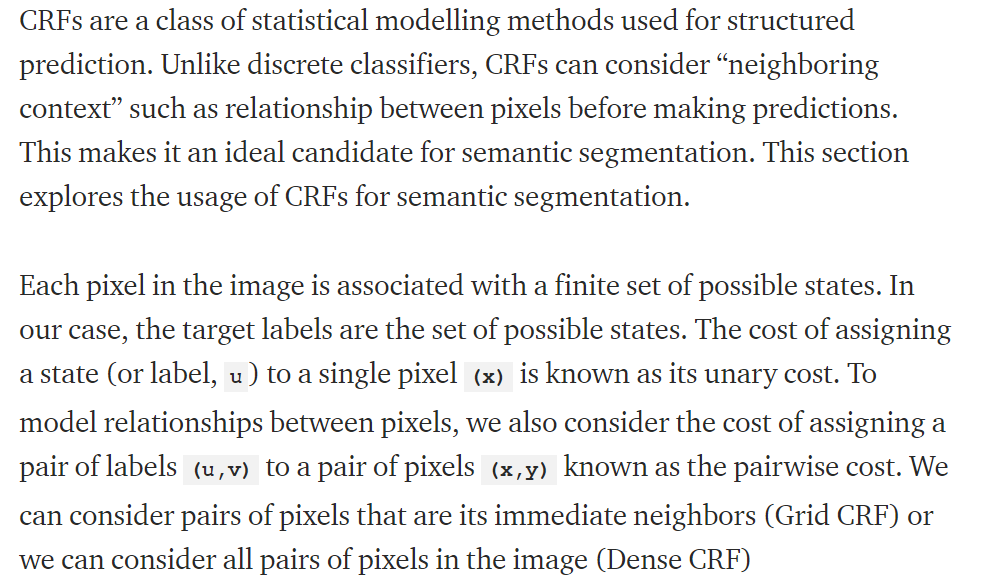 CRFs are a class of statistical modelling methods used for structured
prediction. Unlike discrete classifiers, CRFs can consider “neighboring
context” such as relationship between pixels before making predictions.
This makes it an ideal candidate for semantic segmentation. This section
explores the usage of CRFs for semantic segmentation.
Each pixel in the image is associated with a finite set of possible states. In
our case, the target labels are the set of possible states. The cost of assigning
a state (or label, u) to a single pixel (x) is known as its unary cost. To
model relationships between pixels, we also consider the cost of assigning a
pair of labels (u,v) to a pair of pixels (x,y) known as the pairwise cost. We
can consider pairs of pixels that are its immediate neighbors (Grid CRF) or
we can consider all pairs of pixels in the image (Dense CRF)